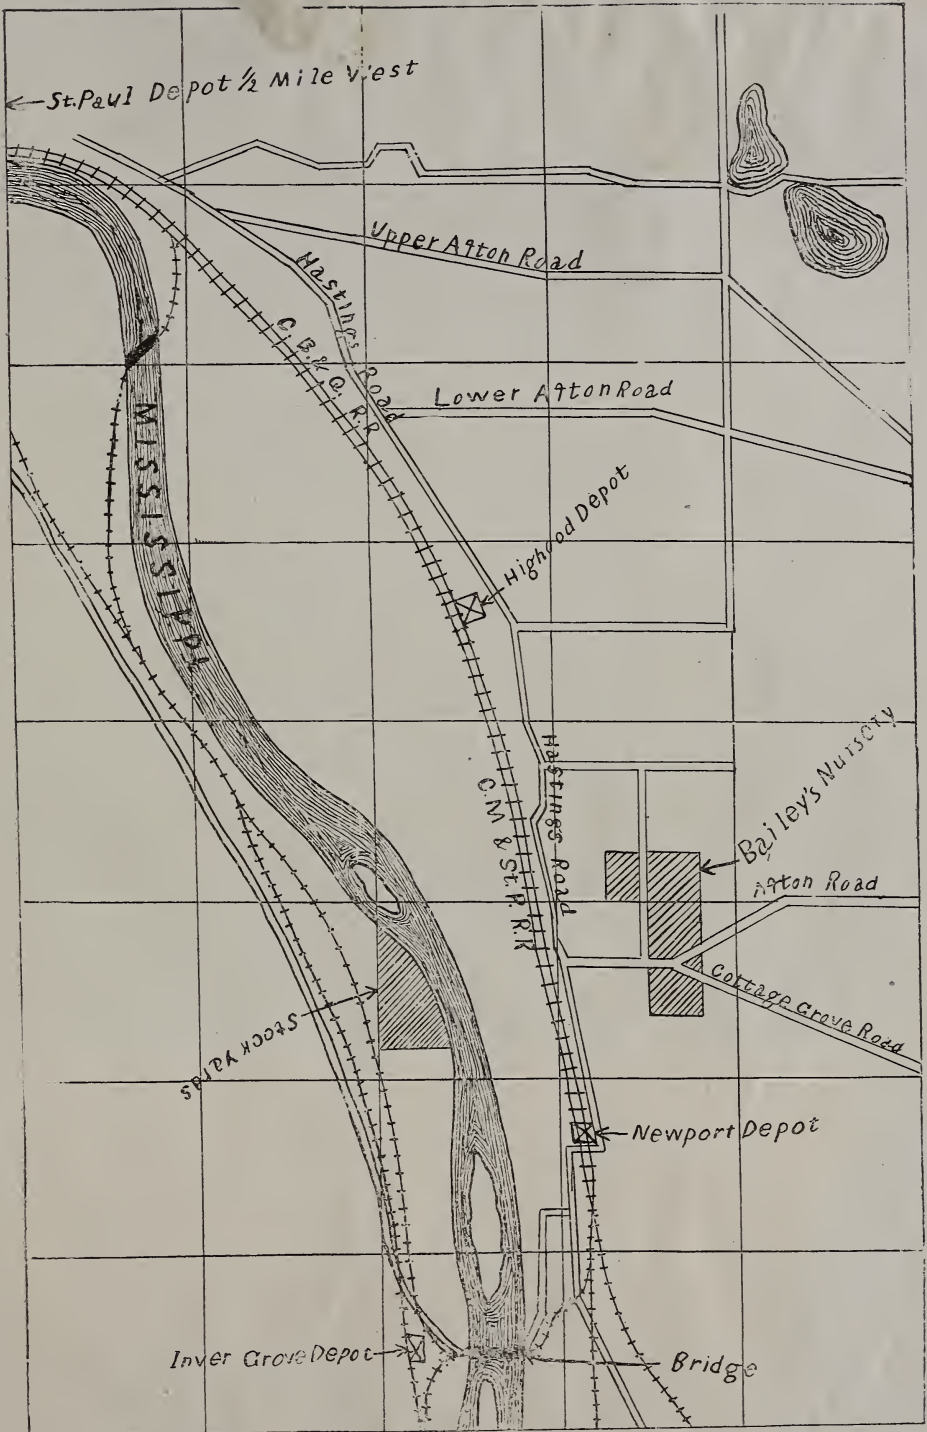 St. Paul Depot ½ Mile West
Upper Afton Road
Hastings Road
C. B. & Q. R.R
Lower Afton Road
MISSISSIPPI
Highood Depot
Hastings Road
C. M & St. P. R.R
Bailey's Nursery
Afton Road
Cottage Grove Road
Stock Yards
Newport Depot
Inver Grove Depot
Bridge